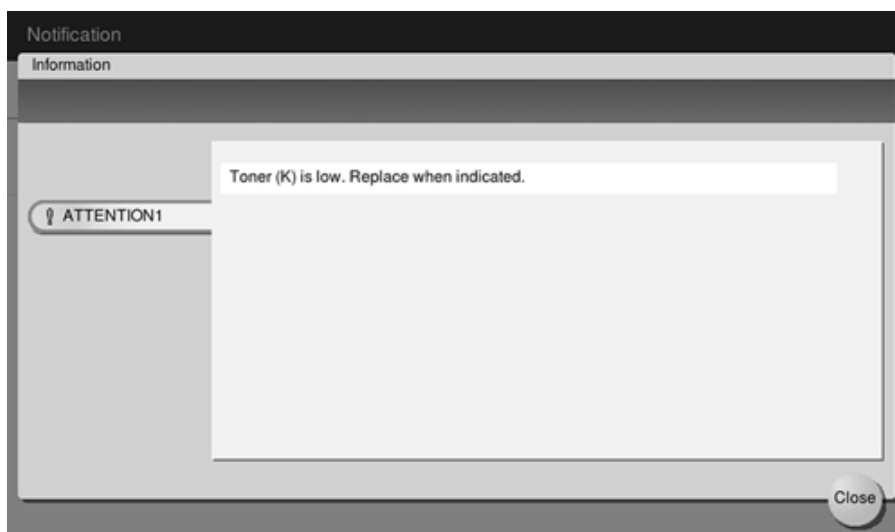 Notification
Information
Toner (K) is low. Replace when indicated.
ATTENTION1
Close